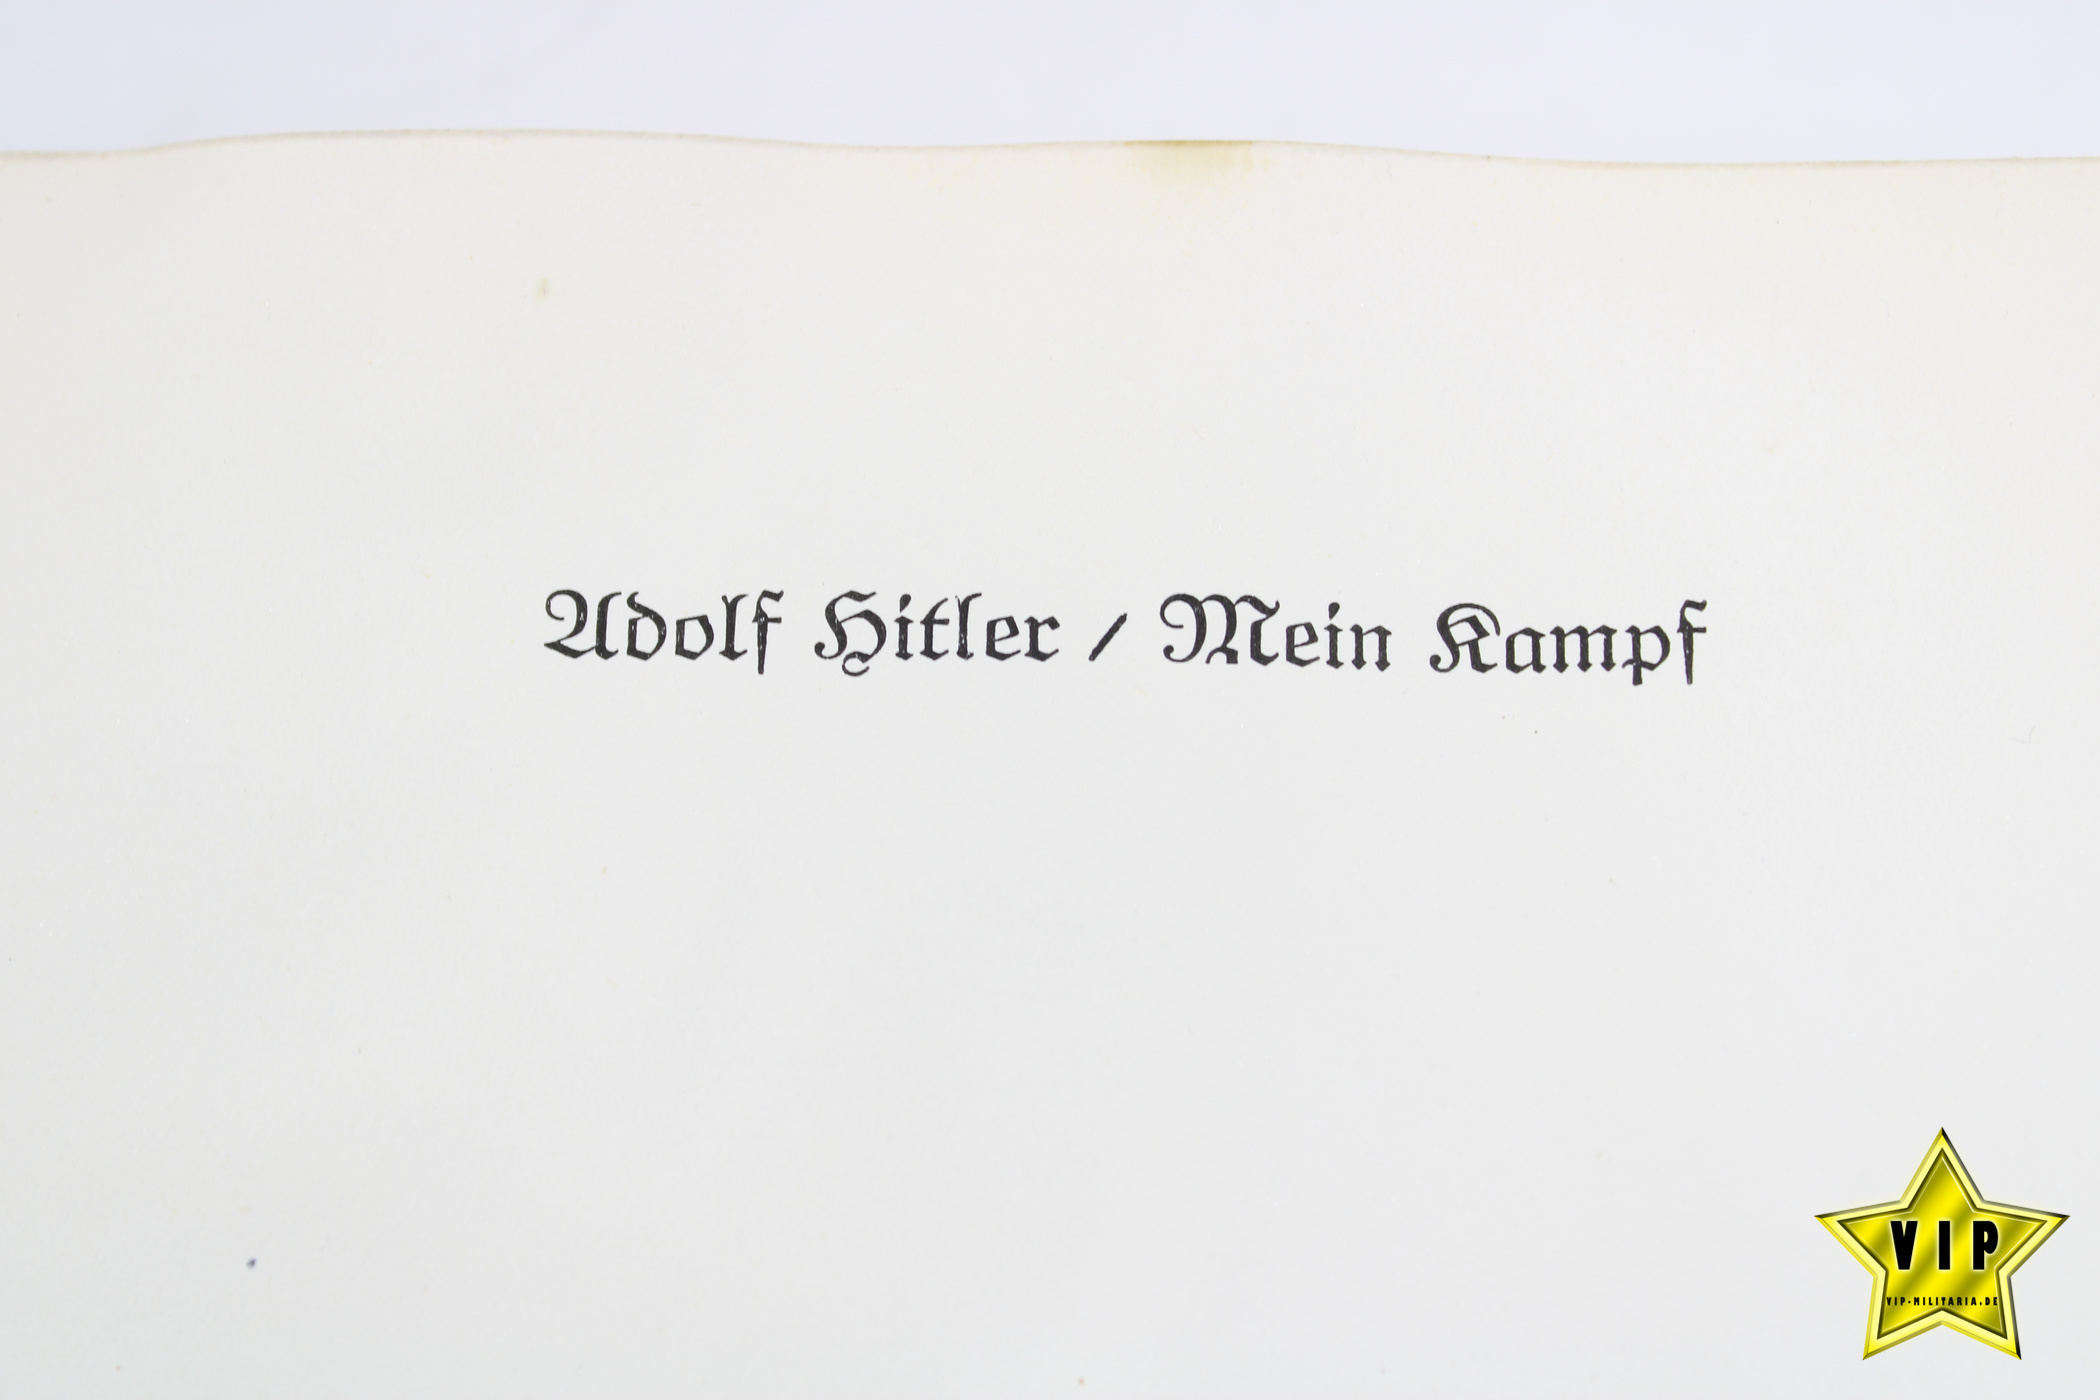 Adolf Hitler / Mein Kampf
VIP
VIP-MILITARIA.DE